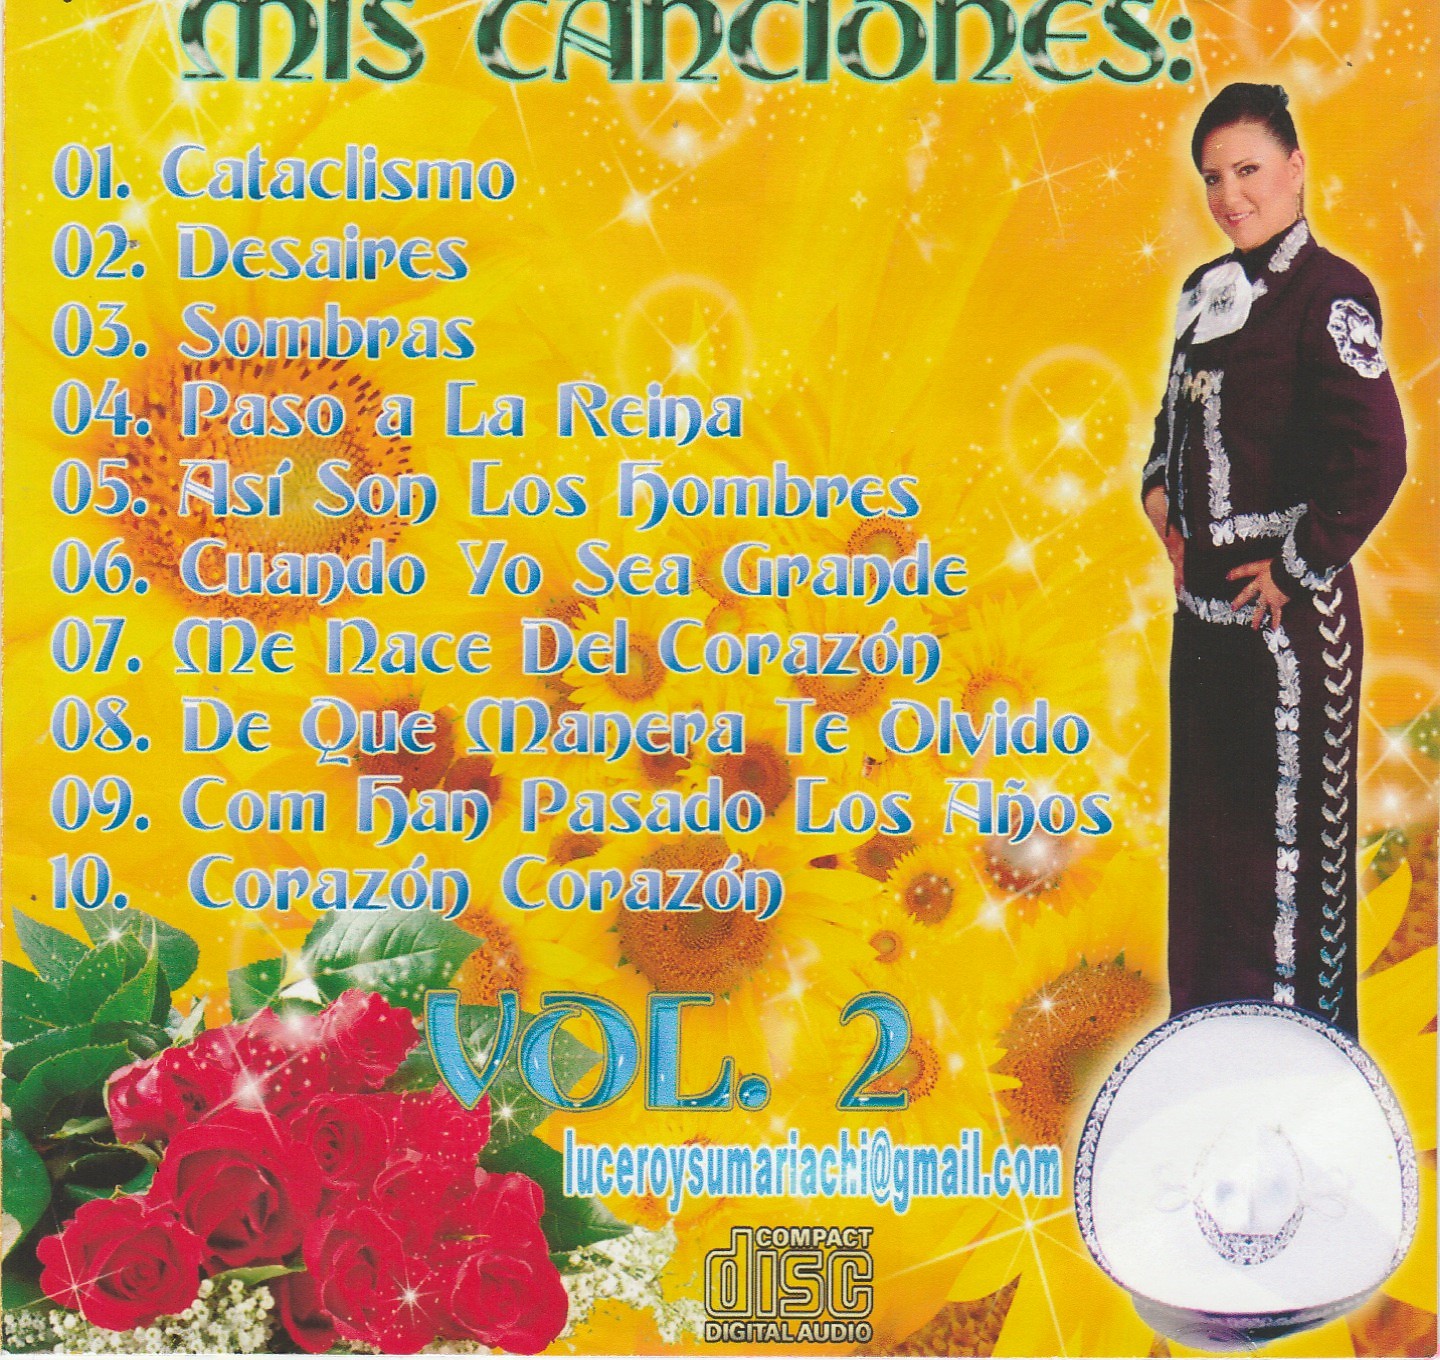 MIS CANCIONES:
01. Cataclismo
02. Desaires
03. Sombras
04. Paso a La Reina
05. Así Son Los Hombres
06. Cuando Yo Sea Grande
07. Me Nace Del Corazón
08. De Que Manera Te Olvido
09. Com Han Pasado Los Años
10. Corazón Corazón
VOL. 2
luceroysumariachi@gmail.com
COMPACT
disc
DIGITAL AUDIO